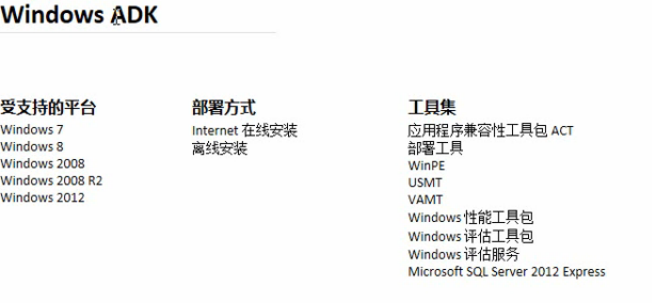 Windows ADK
受支持的平台
Windows 7
Windows 8
Windows 2008
Windows 2008 R2
Windows 2012
部署方式
Internet 在线安装
离线安装
工具集
应用程序兼容性工具包 ACT
部署工具
WinPE
USMT
VAMT
Windows 性能工具包
Windows 评估工具包
Windows 评估服务
Microsoft SQL Server 2012 Express